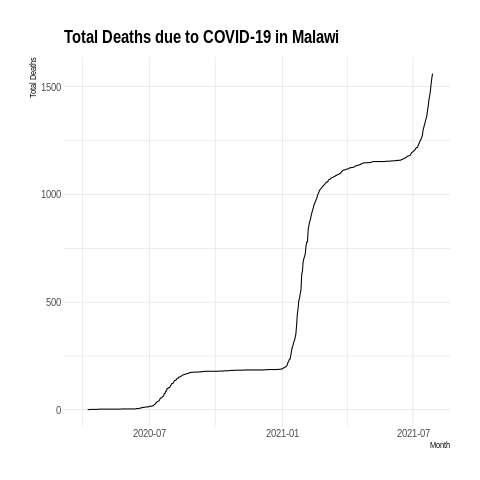 Total Deaths due to COVID-19 in Malawi
Total Deaths
1500
1000
500
0
2020-07
2021-01
2021-07
Month